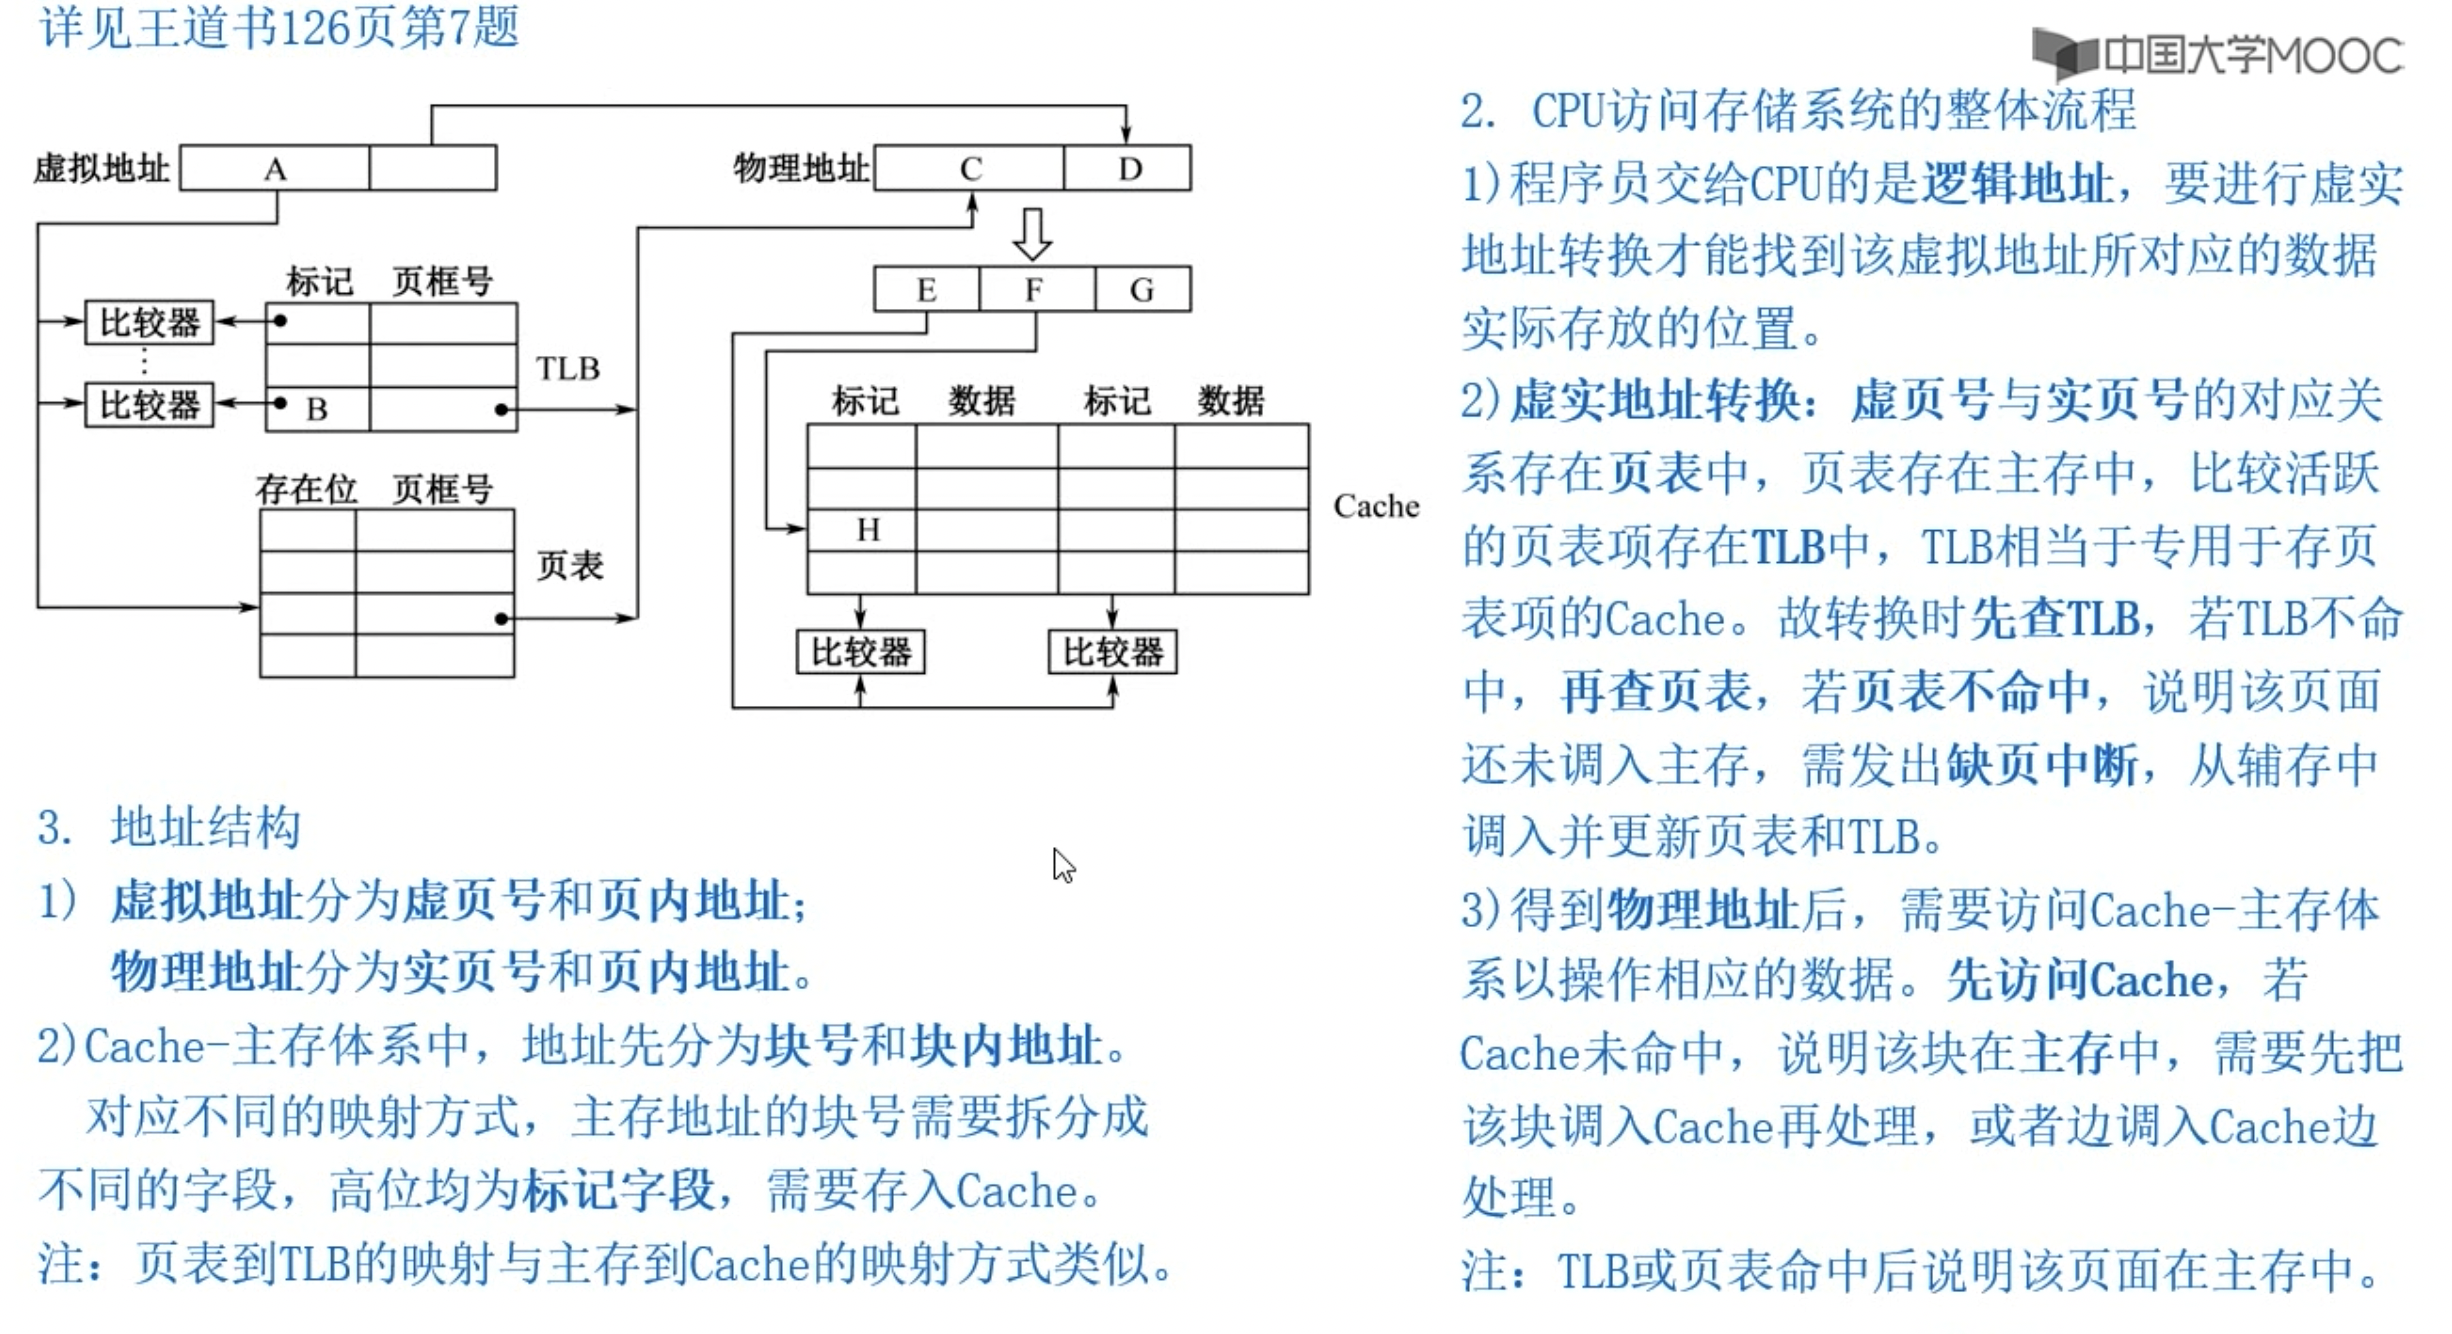 详见王道书126页第7题
中国大学MOOC
虚拟地址 A
物理地址 C D
标记 页框号
比较器
E F G
⋮
TLB
比较器 B
标记 数据 标记 数据
存在位 页框号
Cache
H
页表
比较器 比较器
3. 地址结构
1) 虚拟地址分为虚页号和页内地址;
物理地址分为实页号和页内地址。
2)Cache-主存体系中，地址先分为块号和块内地址。
对应不同的映射方式，主存地址的块号需要拆分成
不同的字段，高位均为标记字段，需要存入Cache。
注：页表到TLB的映射与主存到Cache的映射方式类似。
2. CPU访问存储系统的整体流程
1)程序员交给CPU的是逻辑地址，要进行虚实
地址转换才能找到该虚拟地址所对应的数据
实际存放的位置。
2)虚实地址转换：虚页号与实页号的对应关
系存在页表中，页表存在主存中，比较活跃
的页表项存在TLB中，TLB相当于专用于存页
表项的Cache。故转换时先查TLB，若TLB不命
中，再查页表，若页表不命中，说明该页面
还未调入主存，需发出缺页中断，从辅存中
调入并更新页表和TLB。
3)得到物理地址后，需要访问Cache-主存体
系以操作相应的数据。先访问Cache，若
Cache未命中，说明该块在主存中，需要先把
该块调入Cache再处理，或者边调入Cache边
处理。
注：TLB或页表命中后说明该页面在主存中。